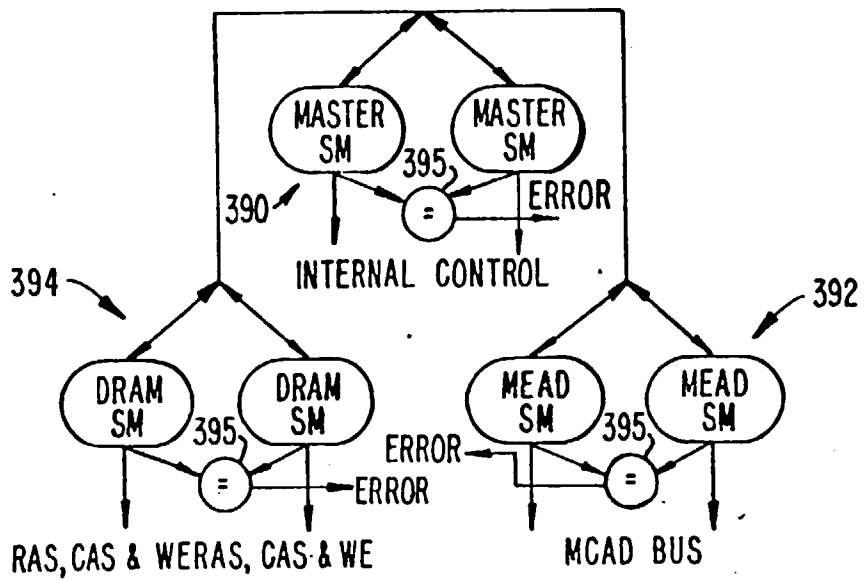 MASTER SM
MASTER SM
395
390
=
ERROR
INTERNAL CONTROL
394
392
DRAM SM
DRAM SM
MEAD SM
MEAD SM
395
395
ERROR
=
ERROR
=
RAS, CAS & WERAS, CAS & WE
MCAD BUS